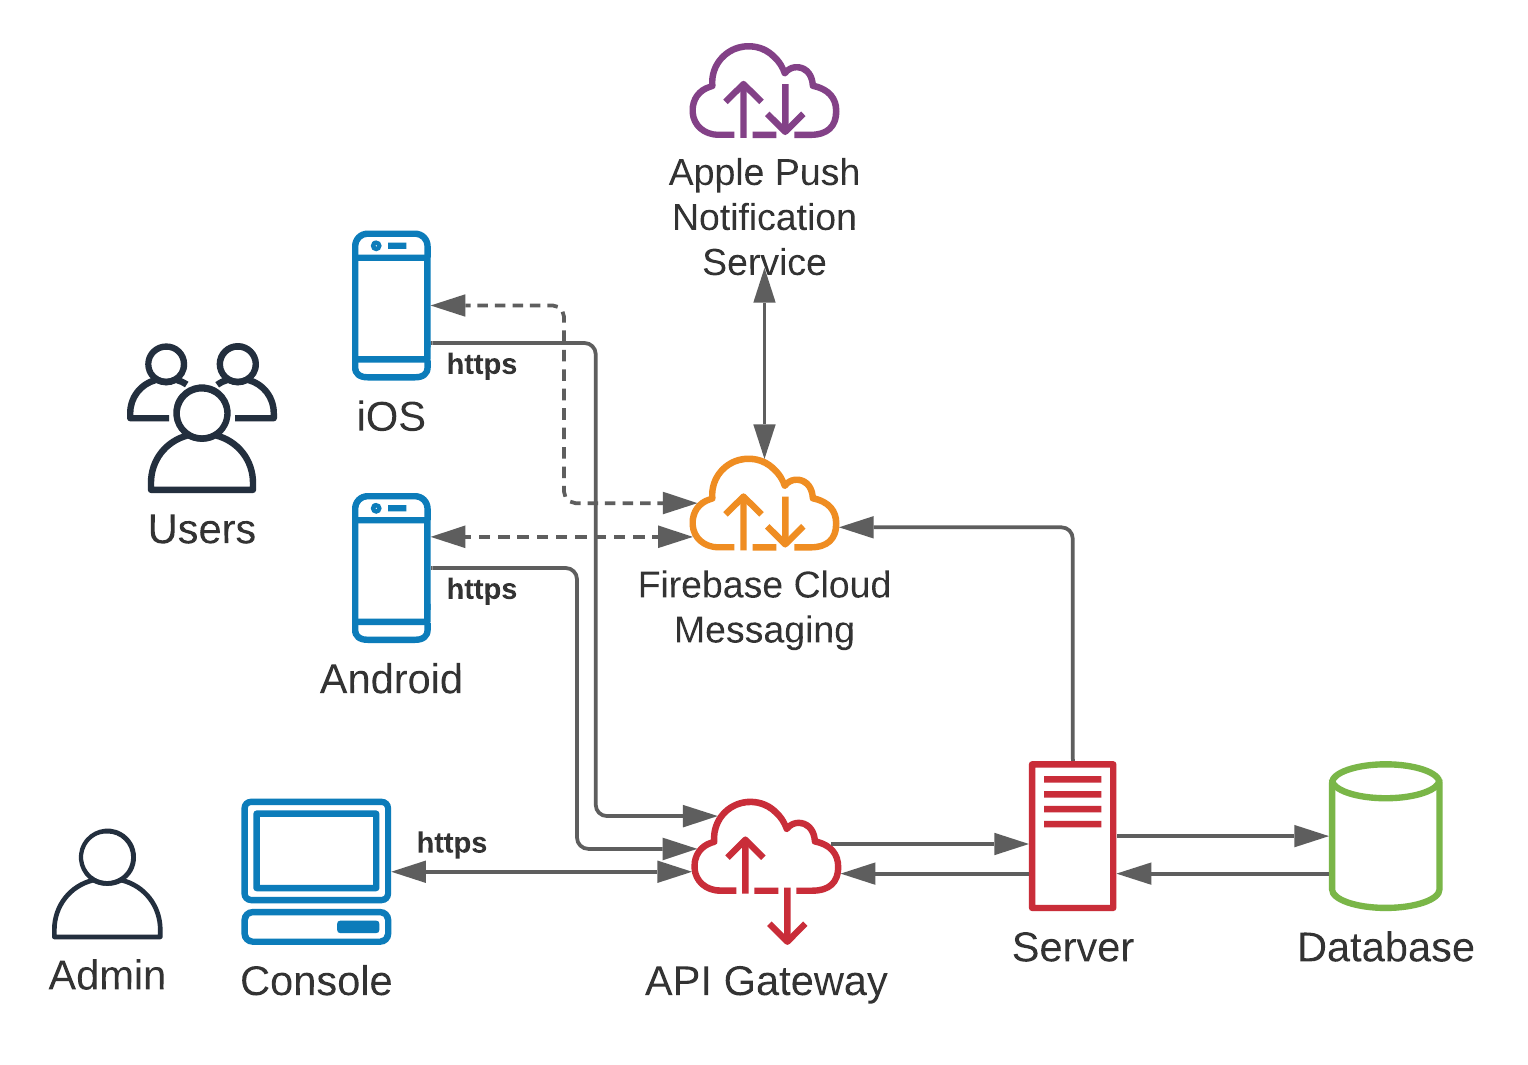 Apple Push
Notification
Service
https
iOS
Users
https
Firebase Cloud
Messaging
Android
https
Admin
Console
API Gateway
Server
Database